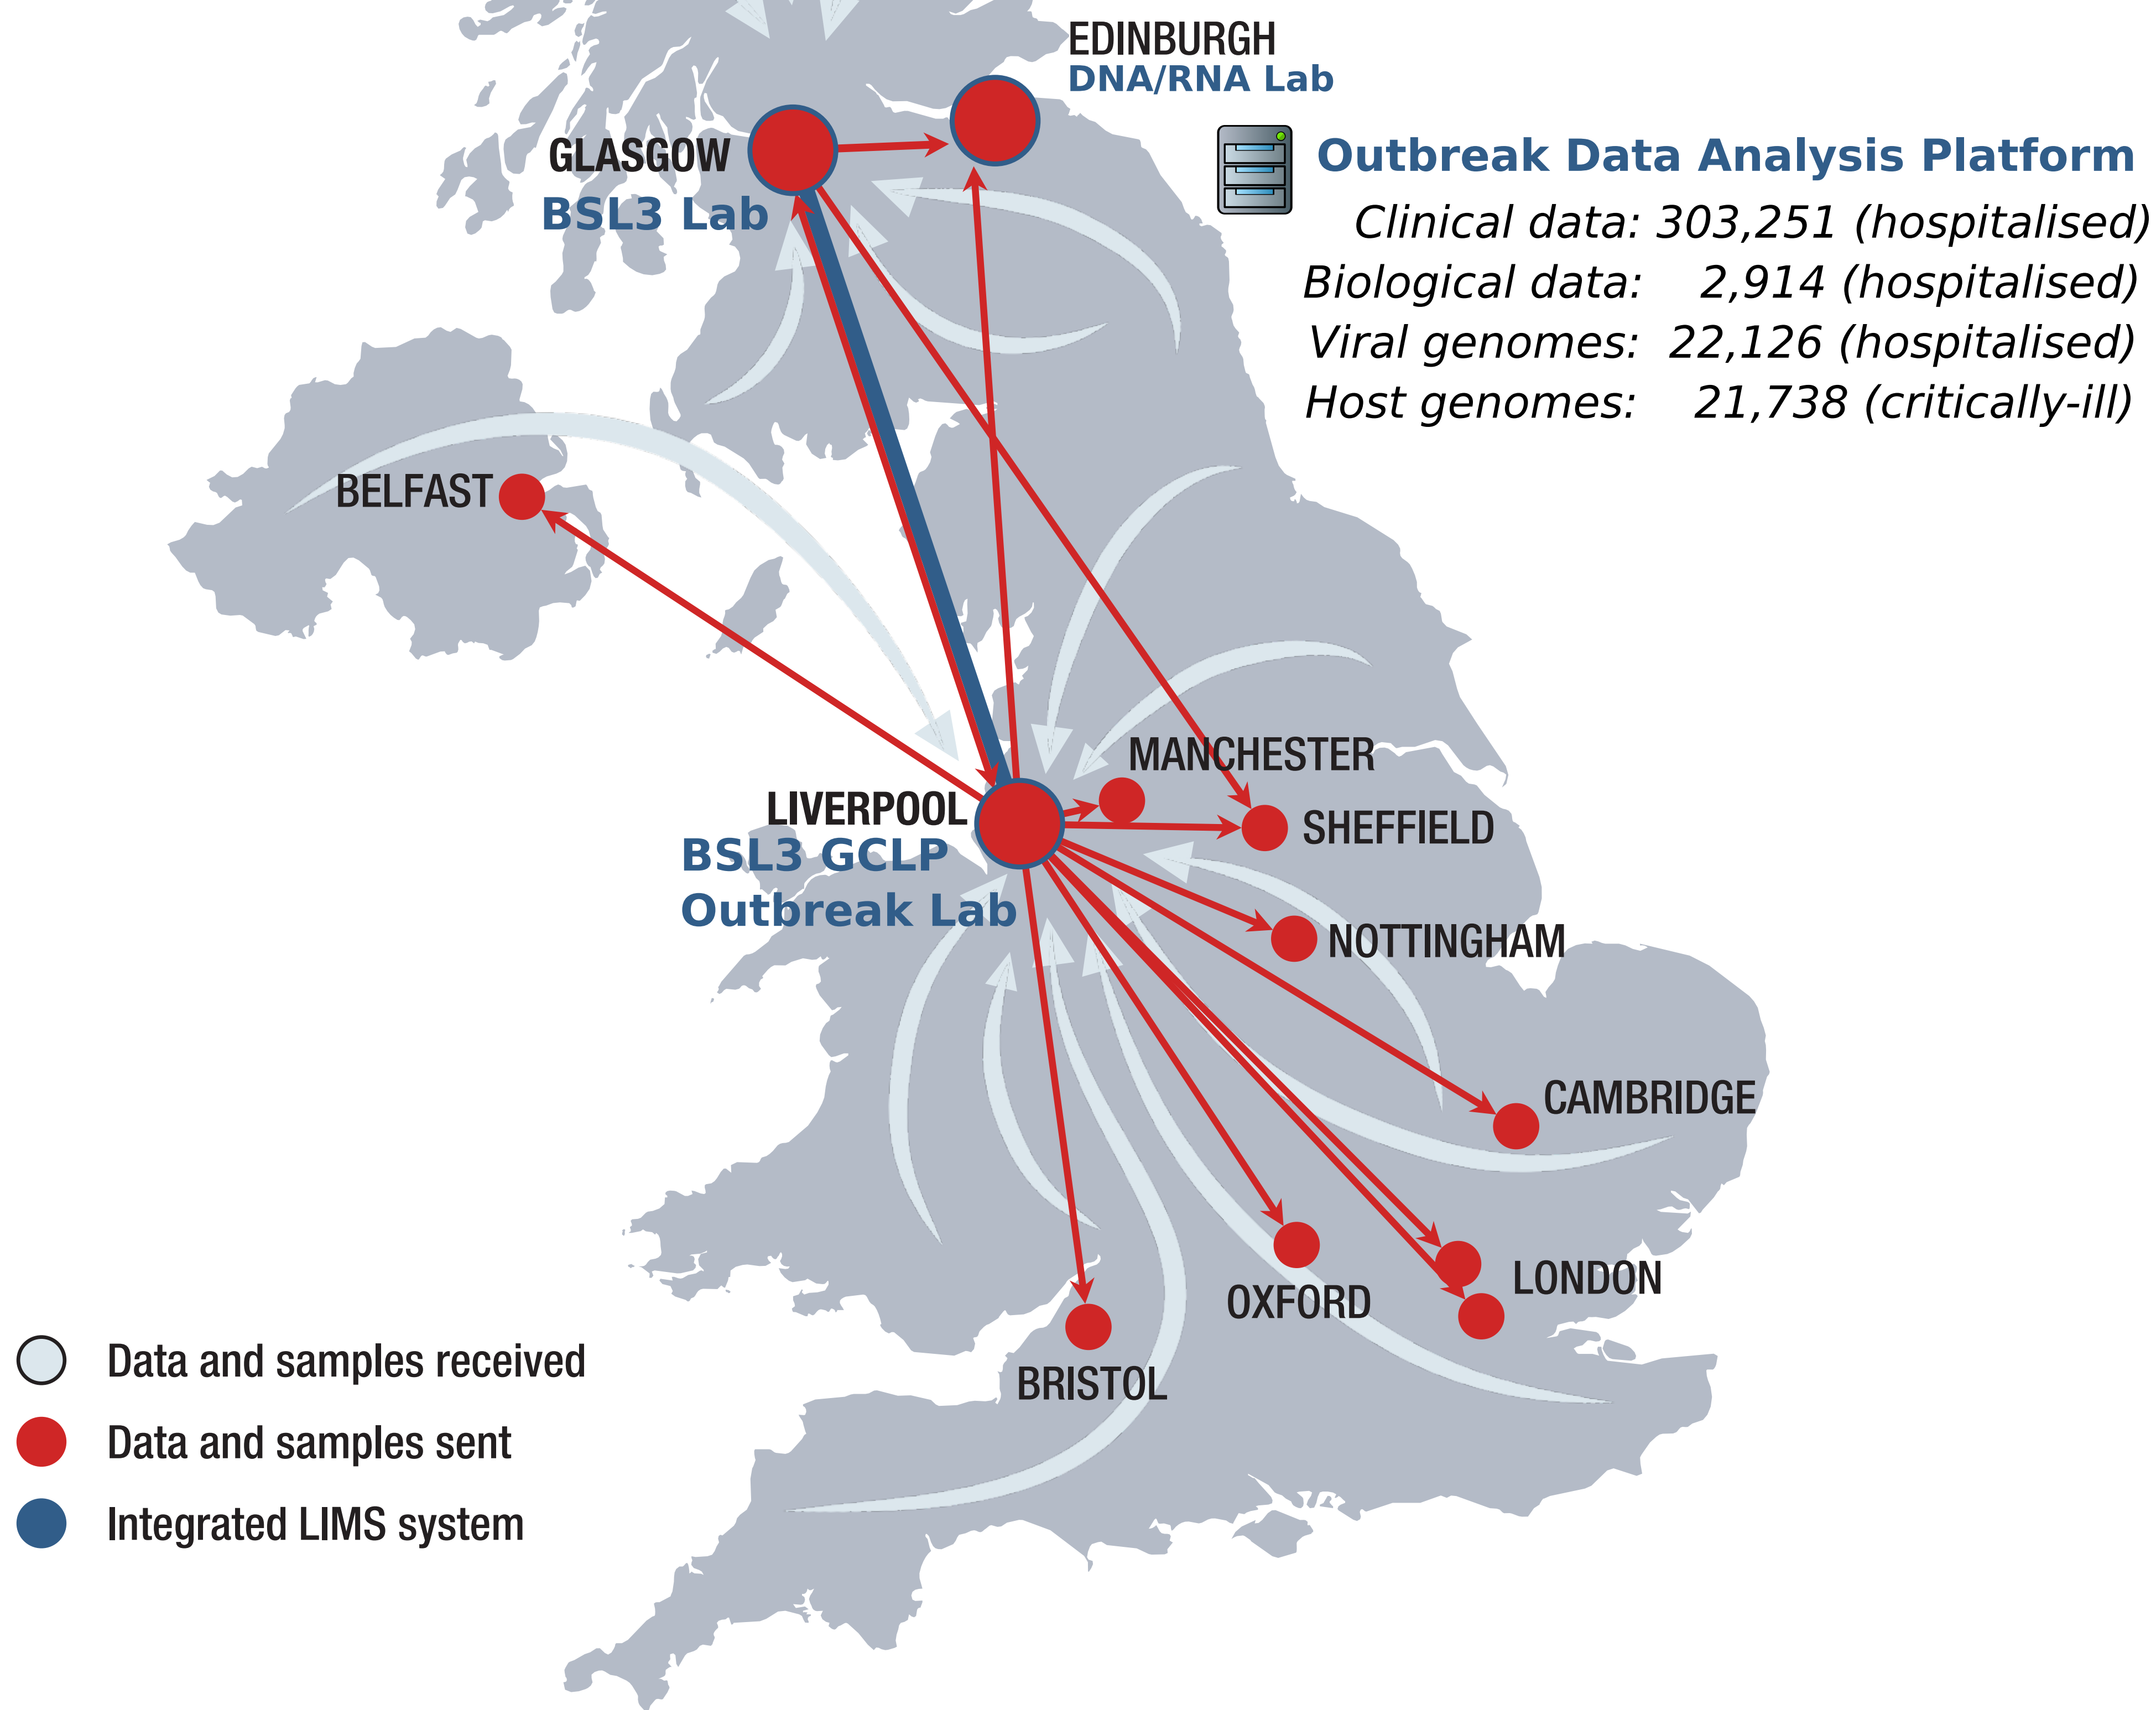 EDINBURGH
DNA/RNA Lab
GLASGOW
BSL3 Lab
Outbreak Data Analysis Platform
Clinical data: 303,251 (hospitalised)
Biological data: 2,914 (hospitalised)
Viral genomes: 22,126 (hospitalised)
Host genomes: 21,738 (critically-ill)
BELFAST
MANCHESTER
LIVERPOOL
BSL3 GCLP
Outbreak Lab
SHEFFIELD
NOTTINGHAM
CAMBRIDGE
LONDON
OXFORD
BRISTOL
Data and samples received
Data and samples sent
Integrated LIMS system